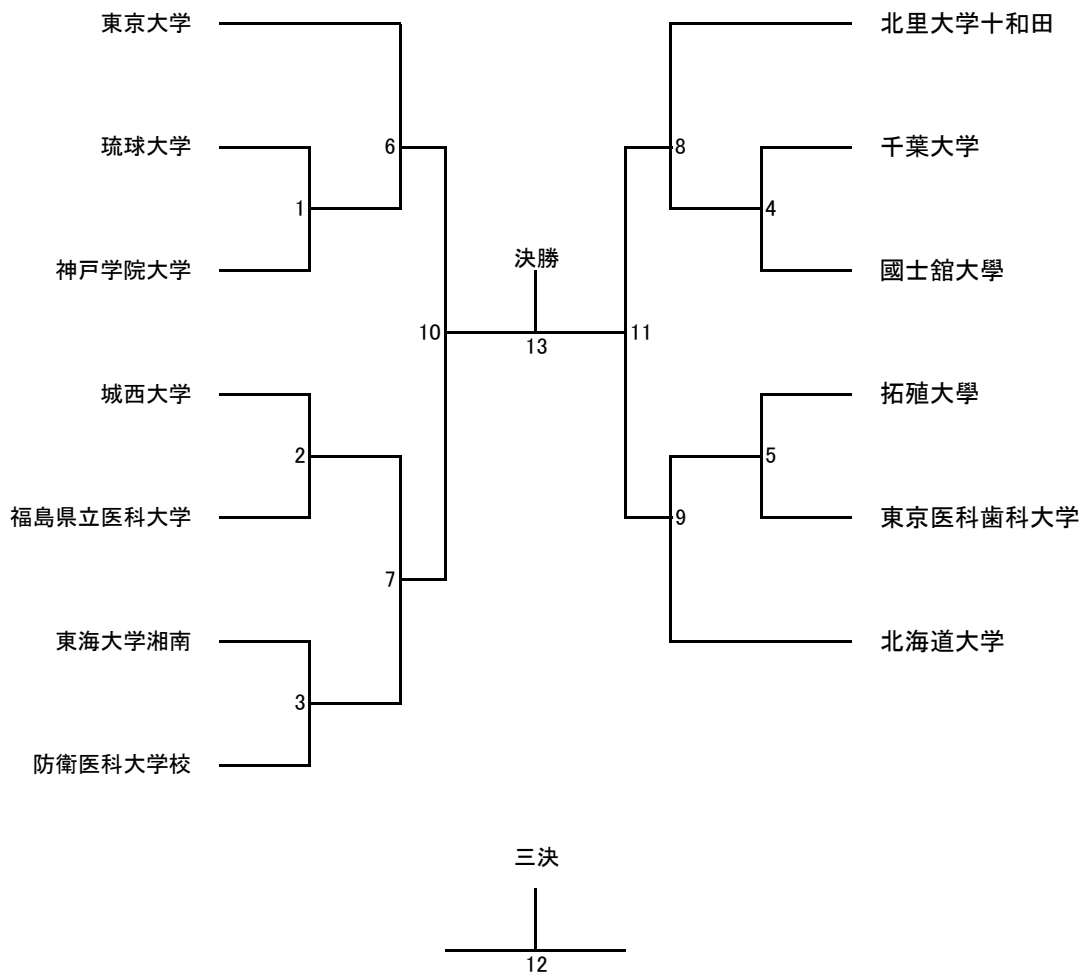 東京大学
琉球大学
神戸学院大学
城西大学
福島県立医科大学
東海大学湘南
防衛医科大学校
1
2
3
6
7
10
決勝
13
11
8
9
4
5
北里大学十和田
千葉大学
國士舘大學
拓殖大學
東京医科歯科大学
北海道大学
三決
12